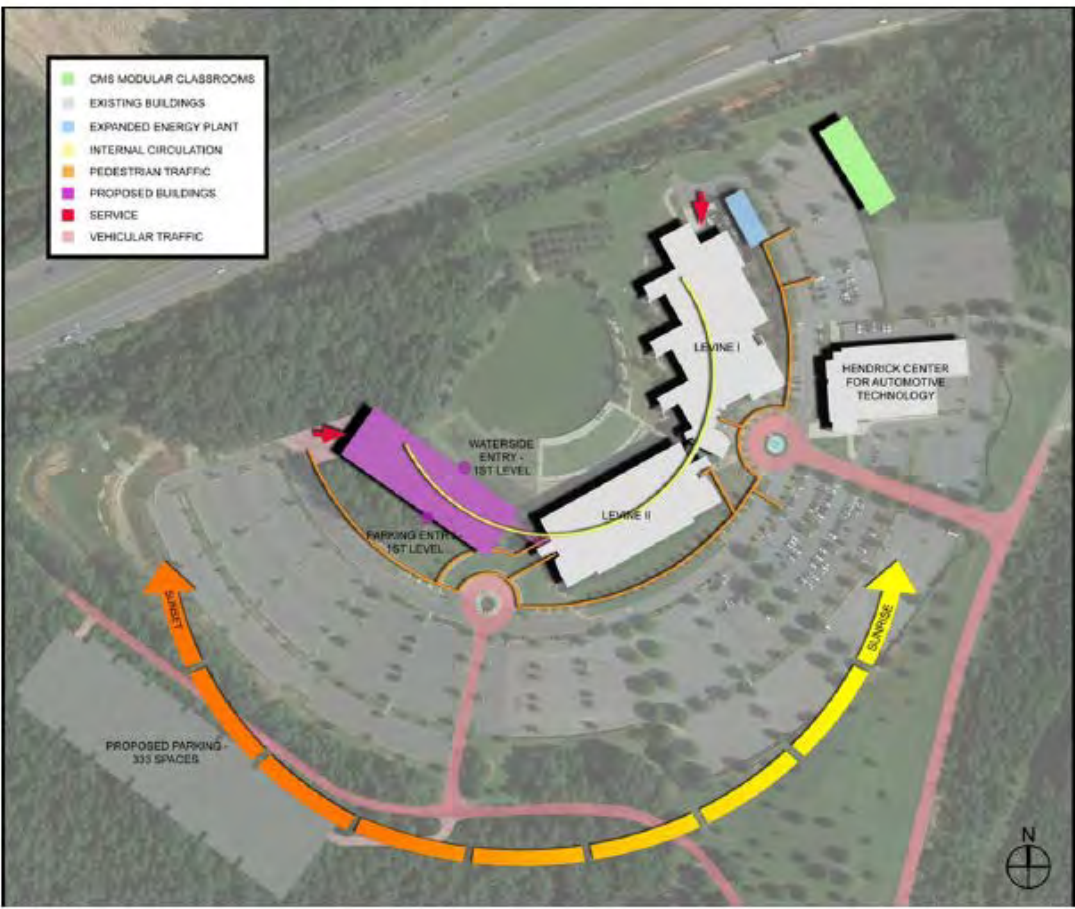 CMS MODULAR CLASSROOMS
EXISTING BUILDINGS
EXPANDED ENERGY PLANT
INTERNAL CIRCULATION
PEDESTRIAN TRAFFIC
PROPOSED BUILDINGS
SERVICE
VEHICULAR TRAFFIC
LEVINE I
HENDRICK CENTER
FOR AUTOMOTIVE
TECHNOLOGY
WATERSIDE
ENTRY -
1ST LEVEL
LEVINE II
PARKING ENTRY
1ST LEVEL
SUNSET
SUNRISE
PROPOSED PARKING -
333 SPACES
N